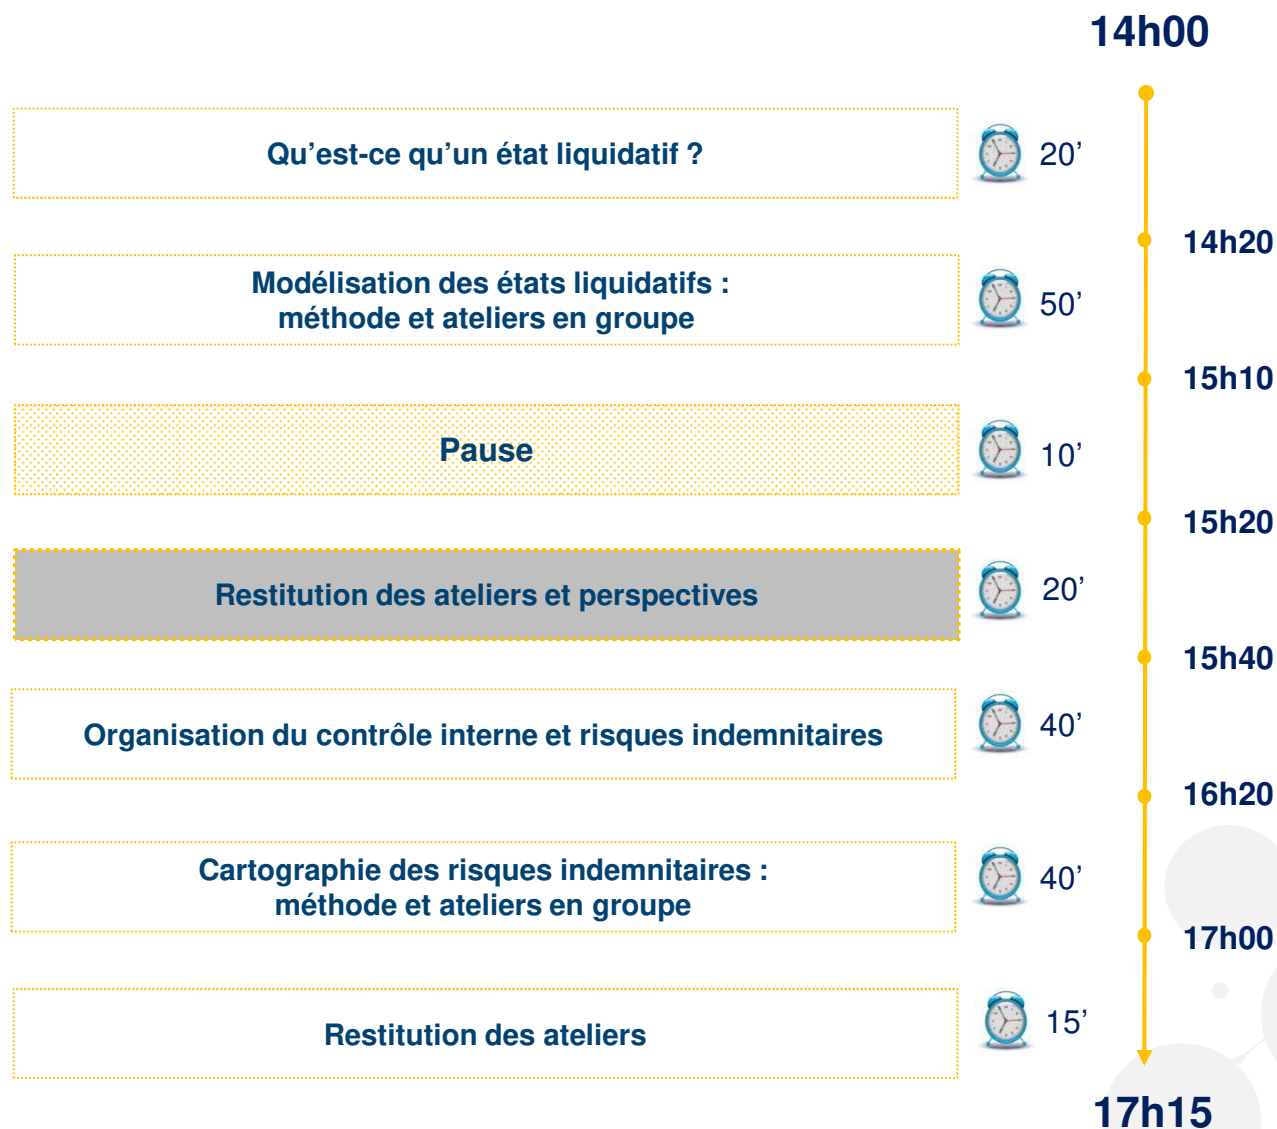 14h00
Qu’est-ce qu’un état liquidatif ?
20’
14h20
Modélisation des états liquidatifs :
méthode et ateliers en groupe
50’
15h10
Pause
10’
15h20
Restitution des ateliers et perspectives
20’
15h40
Organisation du contrôle interne et risques indemnitaires
40’
16h20
Cartographie des risques indemnitaires :
méthode et ateliers en groupe
40’
17h00
Restitution des ateliers
15’
17h15